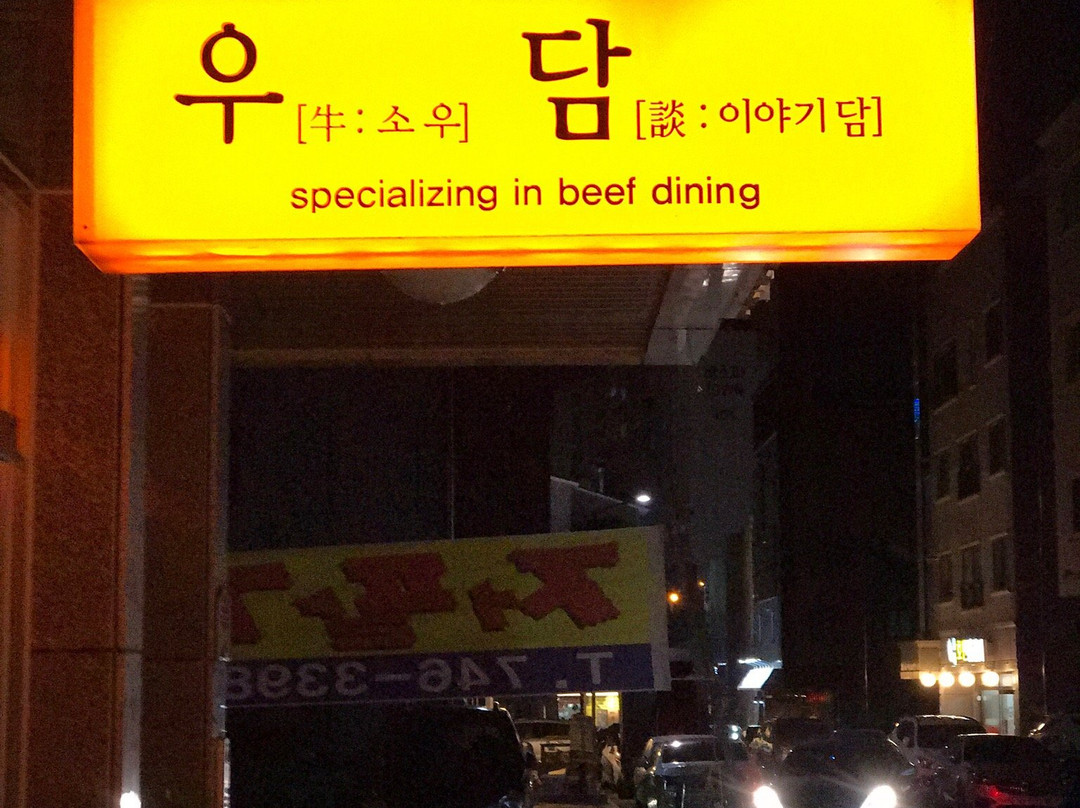 우[牛 : 소 우] 담[談 : 이야기 담]
specializing in beef dining
T. 746-3398